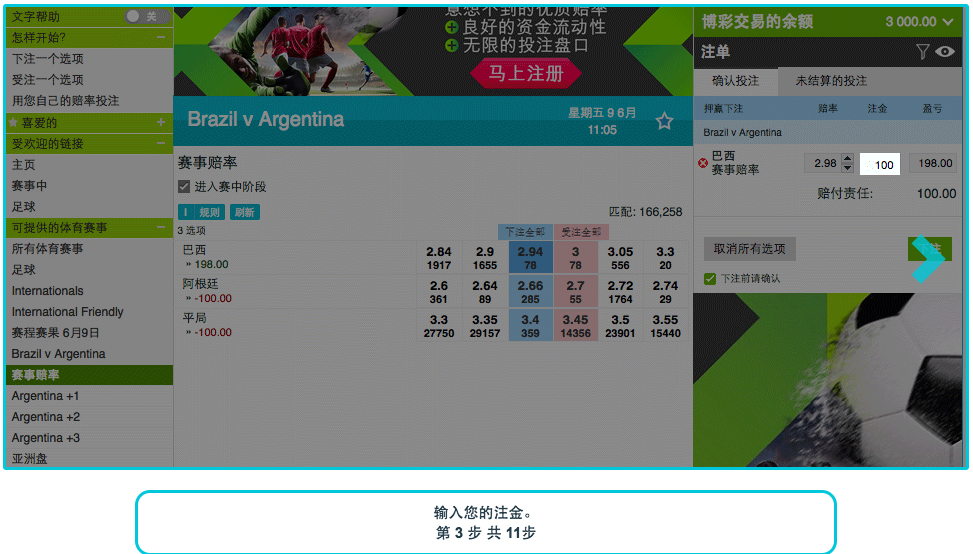 文字帮助 关
怎样开始?
下注一个选项
受注一个选项
用您自己的赔率投注
喜爱的
受欢迎的链接
主页
赛事中
足球
可提供的体育赛事
所有体育赛事
足球
Internationals
International Friendly
赛程赛果 6月9日
Brazil v Argentina
赛事赔率
Argentina +1
Argentina +2
Argentina +3
亚洲盘
意想不到的优质赔率
良好的资金流动性
无限的投注盘口
马上注册
Brazil v Argentina
星期五 9 6月
11:05
赛事赔率
进入赛中阶段
规则 刷新
匹配: 166,258
3 选项 下注全部 受注全部
巴西 2.84 2.9 2.94 3 3.05 3.3
» 198.00 1917 1655 78 78 556 20
阿根廷 2.6 2.64 2.66 2.7 2.72 2.74
» -100.00 361 89 285 55 1764 29
平局 3.3 3.35 3.4 3.45 3.5 3.55
» -100.00 27750 29157 359 14356 23901 15440
博彩交易的余额 3 000.00
注单
确认投注 未结算的投注
押赢下注 赔率 注金 盈亏
Brazil v Argentina
巴西
赛事赔率 2.98 100 198.00
赔付责任: 100.00
取消所有选项
下注前请确认
输入您的注金。
第 3 步 共 11步